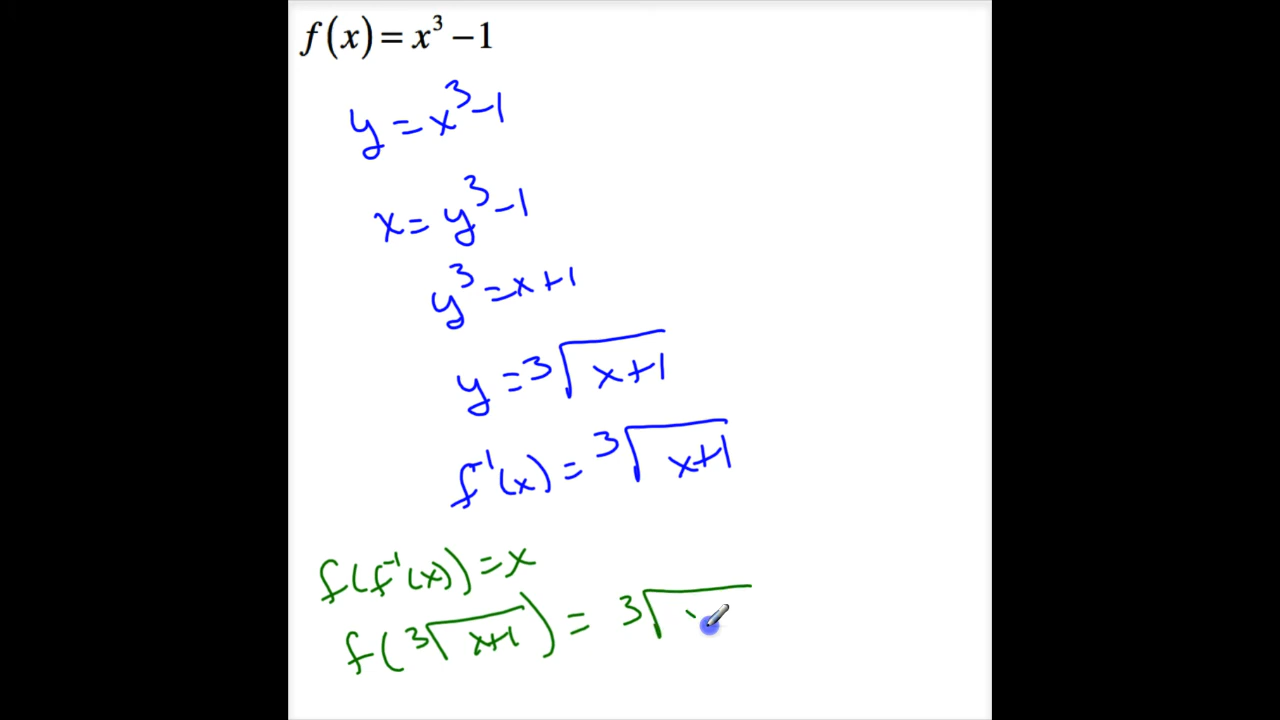 f(x) = x³ − 1
y = x³ − 1
x = y³ − 1
y³ = x + 1
y = ³√(x+1)
f⁻¹(x) = ³√(x+1)
f(f⁻¹(x)) = x
f(³√(x+1)) = ³√